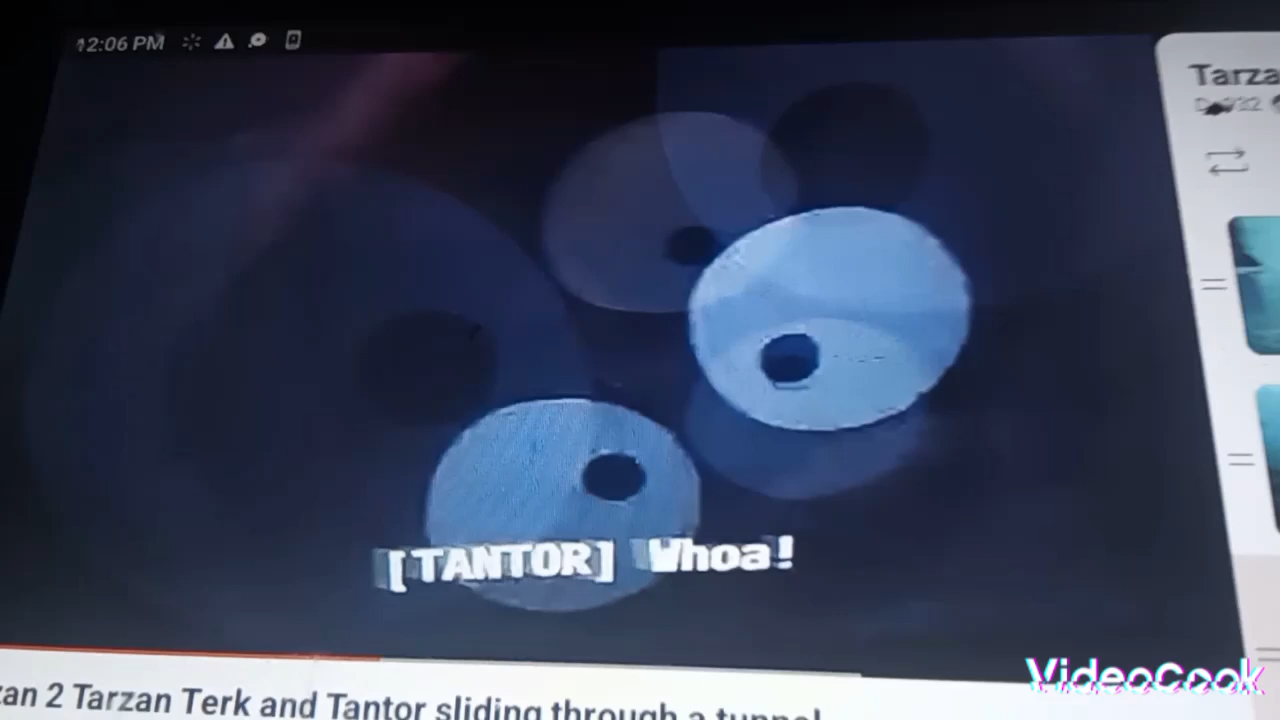 12:06 PM
Tarza
[TANTOR] Whoa!
zan 2 Tarzan Terk and Tantor sliding through a tunnel
VideoCook